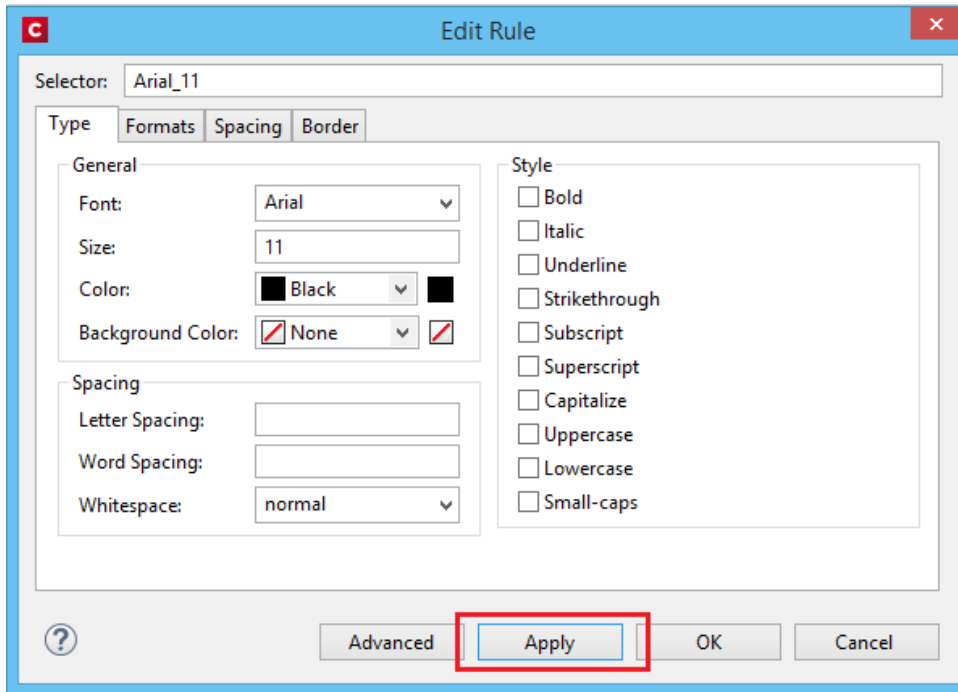 C
Edit Rule
Selector: Arial_11
Type Formats Spacing Border
General
Font: Arial
Size: 11
Color: Black
Background Color: None
Spacing
Letter Spacing:
Word Spacing:
Whitespace: normal
Style
Bold
Italic
Underline
Strikethrough
Subscript
Superscript
Capitalize
Uppercase
Lowercase
Small-caps
? Advanced Apply OK Cancel